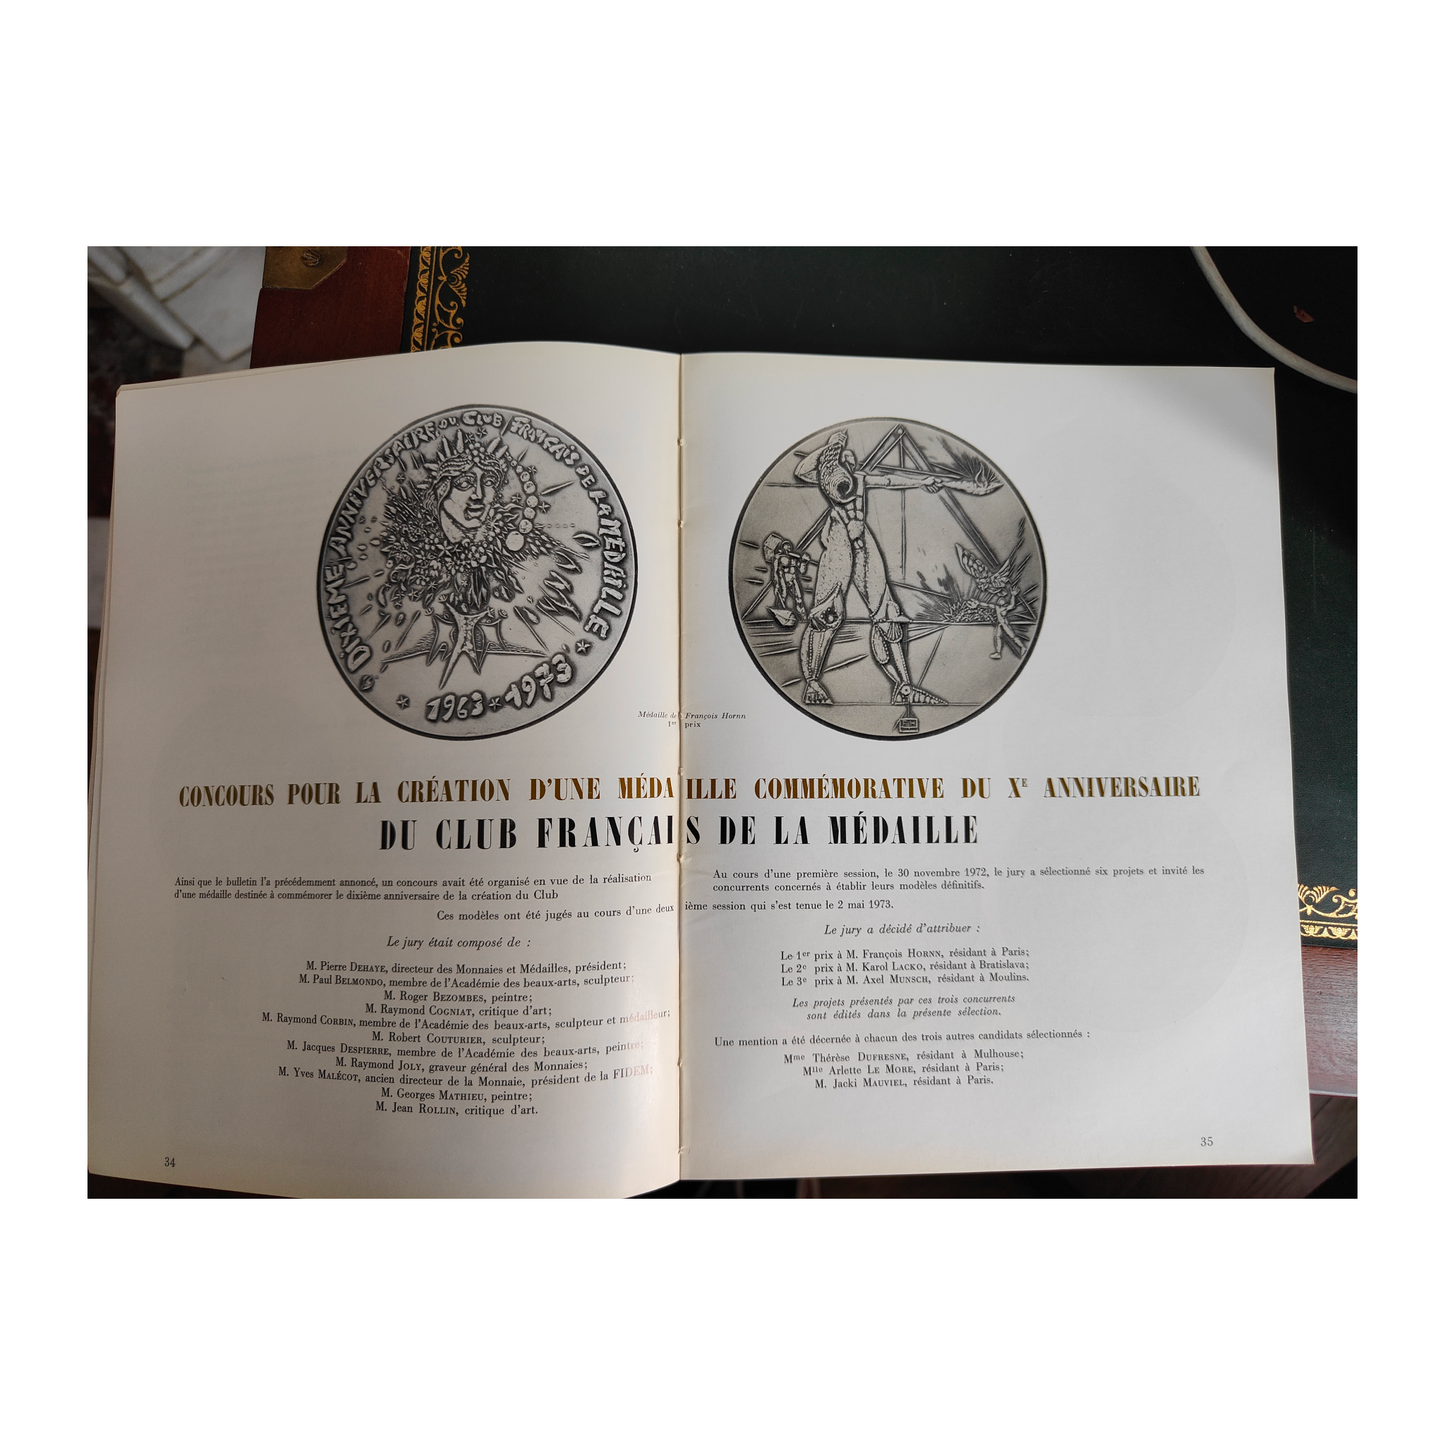 DIXIEME ANNIVERSAIRE DU CLUB FRANÇAIS DE LA MÉDAILLE
1963 * 1973
Médaille de François Hornn
1er prix
CONCOURS POUR LA CRÉATION D'UNE MÉDAILLE COMMÉMORATIVE DU XE ANNIVERSAIRE
DU CLUB FRANÇAIS DE LA MÉDAILLE
Ainsi que le bulletin l'a précédemment annoncé, un concours avait été organisé en vue de la réalisation
d'une médaille destinée à commémorer le dixième anniversaire de la création du Club
Au cours d'une première session, le 30 novembre 1972, le jury a sélectionné six projets et invité les
concurrents concernés à établir leurs modèles définitifs.
Ces modèles ont été jugés au cours d'une deuxième session qui s'est tenue le 2 mai 1973.
Le jury était composé de :
M. Pierre DEHAYE, directeur des Monnaies et Médailles, président;
M. Paul BELMONDO, membre de l'Académie des beaux-arts, sculpteur;
M. Roger BEZOMBES, peintre;
M. Raymond COGNIAT, critique d'art;
M. Raymond CORBIN, membre de l'Académie des beaux-arts, sculpteur et médailleur;
M. Robert COUTURIER, sculpteur;
M. Jacques DESPIERRE, membre de l'Académie des beaux-arts, peintre;
M. Raymond JOLY, graveur général des Monnaies;
M. Yves MALÉCOT, ancien directeur de la Monnaie, président de la FIDEM;
M. Georges MATHIEU, peintre;
M. Jean ROLLIN, critique d'art.
34
Le jury a décidé d'attribuer :
Le 1er prix à M. François HORNN, résidant à Paris;
Le 2e prix à M. Karol LACKO, résidant à Bratislava;
Le 3e prix à M. Axel MUNSCH, résidant à Moulins.
Les projets présentés par ces trois concurrents
sont édités dans la présente sélection.
Une mention a été décernée à chacun des trois autres candidats sélectionnés :
Mme Thérèse DUFRESNE, résidant à Mulhouse;
Mlle Arlette LE MORE, résidant à Paris;
M. Jacki MAUVIEL, résidant à Paris.
35